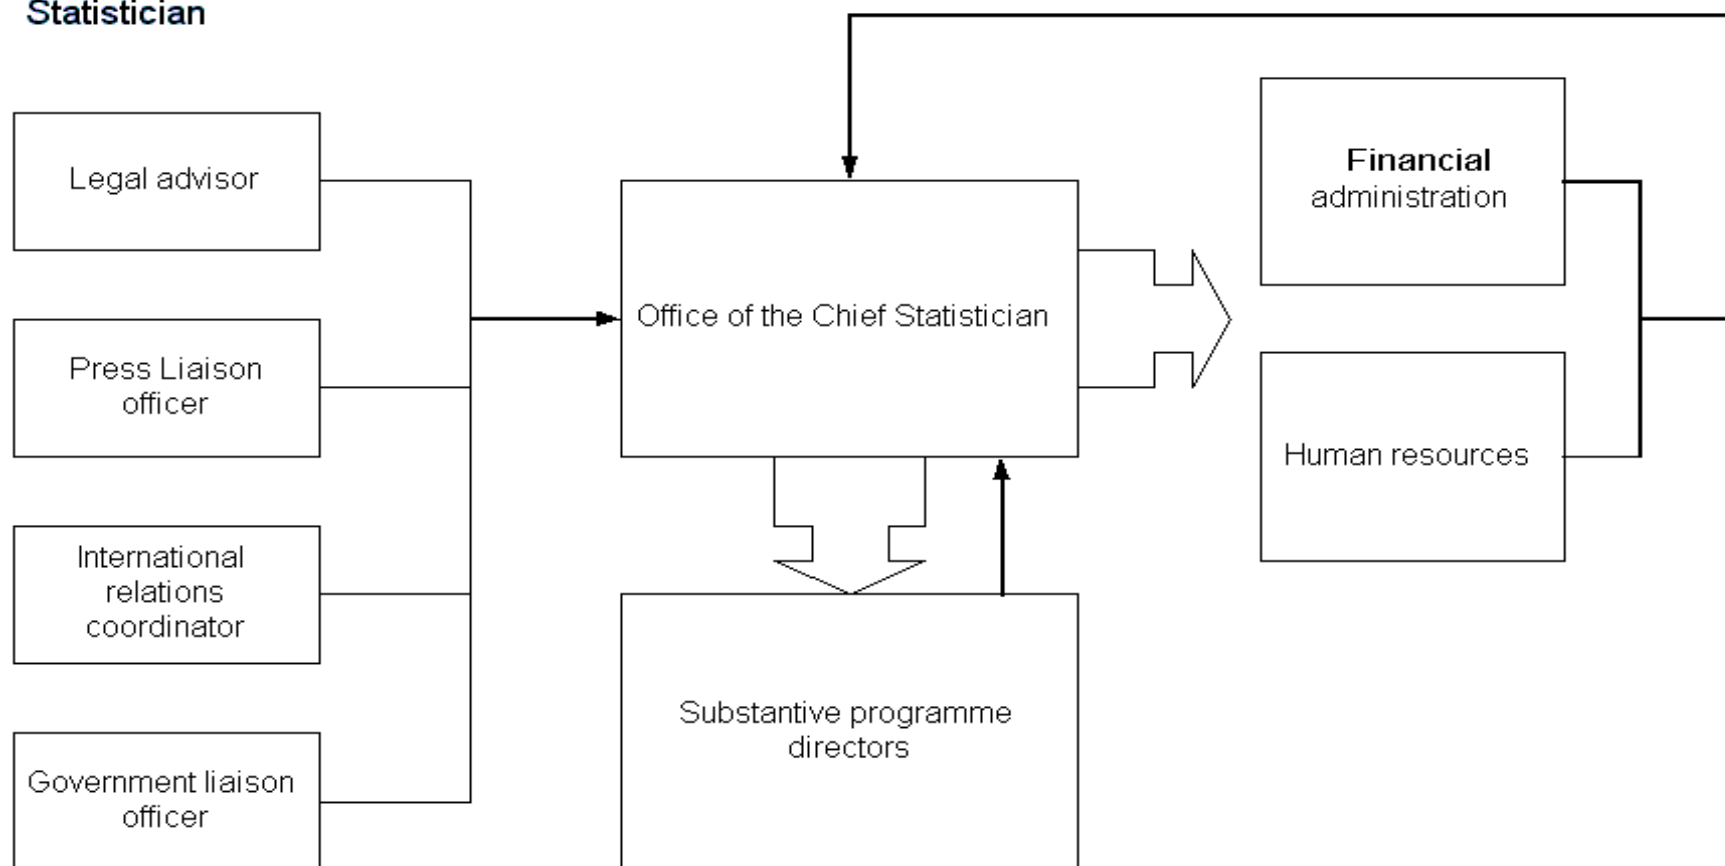 Statistician
Legal advisor
Press Liaison
officer
International
relations
coordinator
Government liaison
officer
Office of the Chief Statistician
Substantive programme
directors
Financial
administration
Human resources